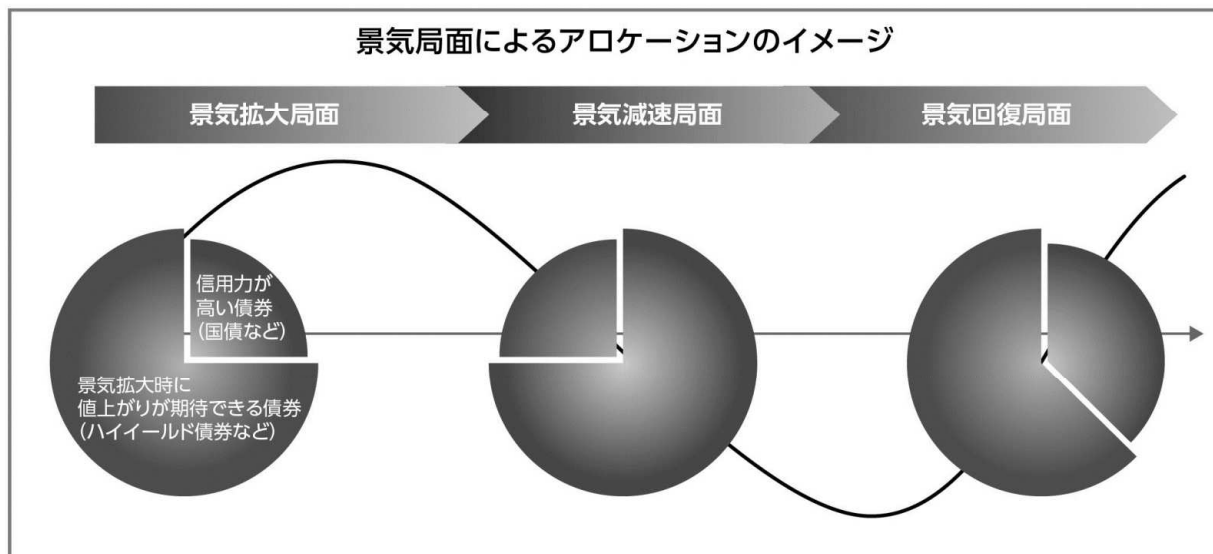 景気局面によるアロケーションのイメージ
景気拡大局面
景気減速局面
景気回復局面
信用力が
高い債券
(国債など)
景気拡大時に
値上がりが期待できる債券
(ハイイールド債券など)